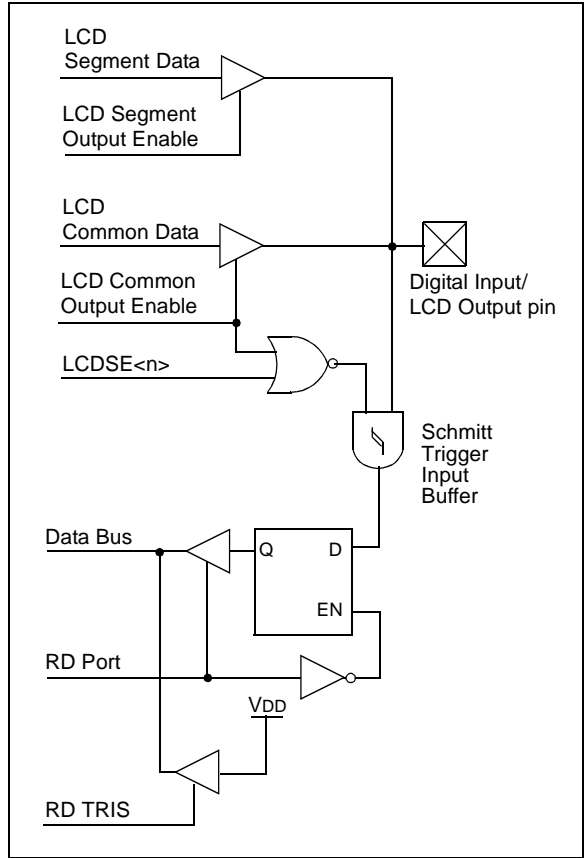 LCD
Segment Data
LCD Segment
Output Enable
LCD
Common Data
LCD Common
Output Enable
Digital Input/
LCD Output pin
LCDSE<n>
Schmitt
Trigger
Input
Buffer
Data Bus
Q
D
EN
RD Port
VDD
RD TRIS